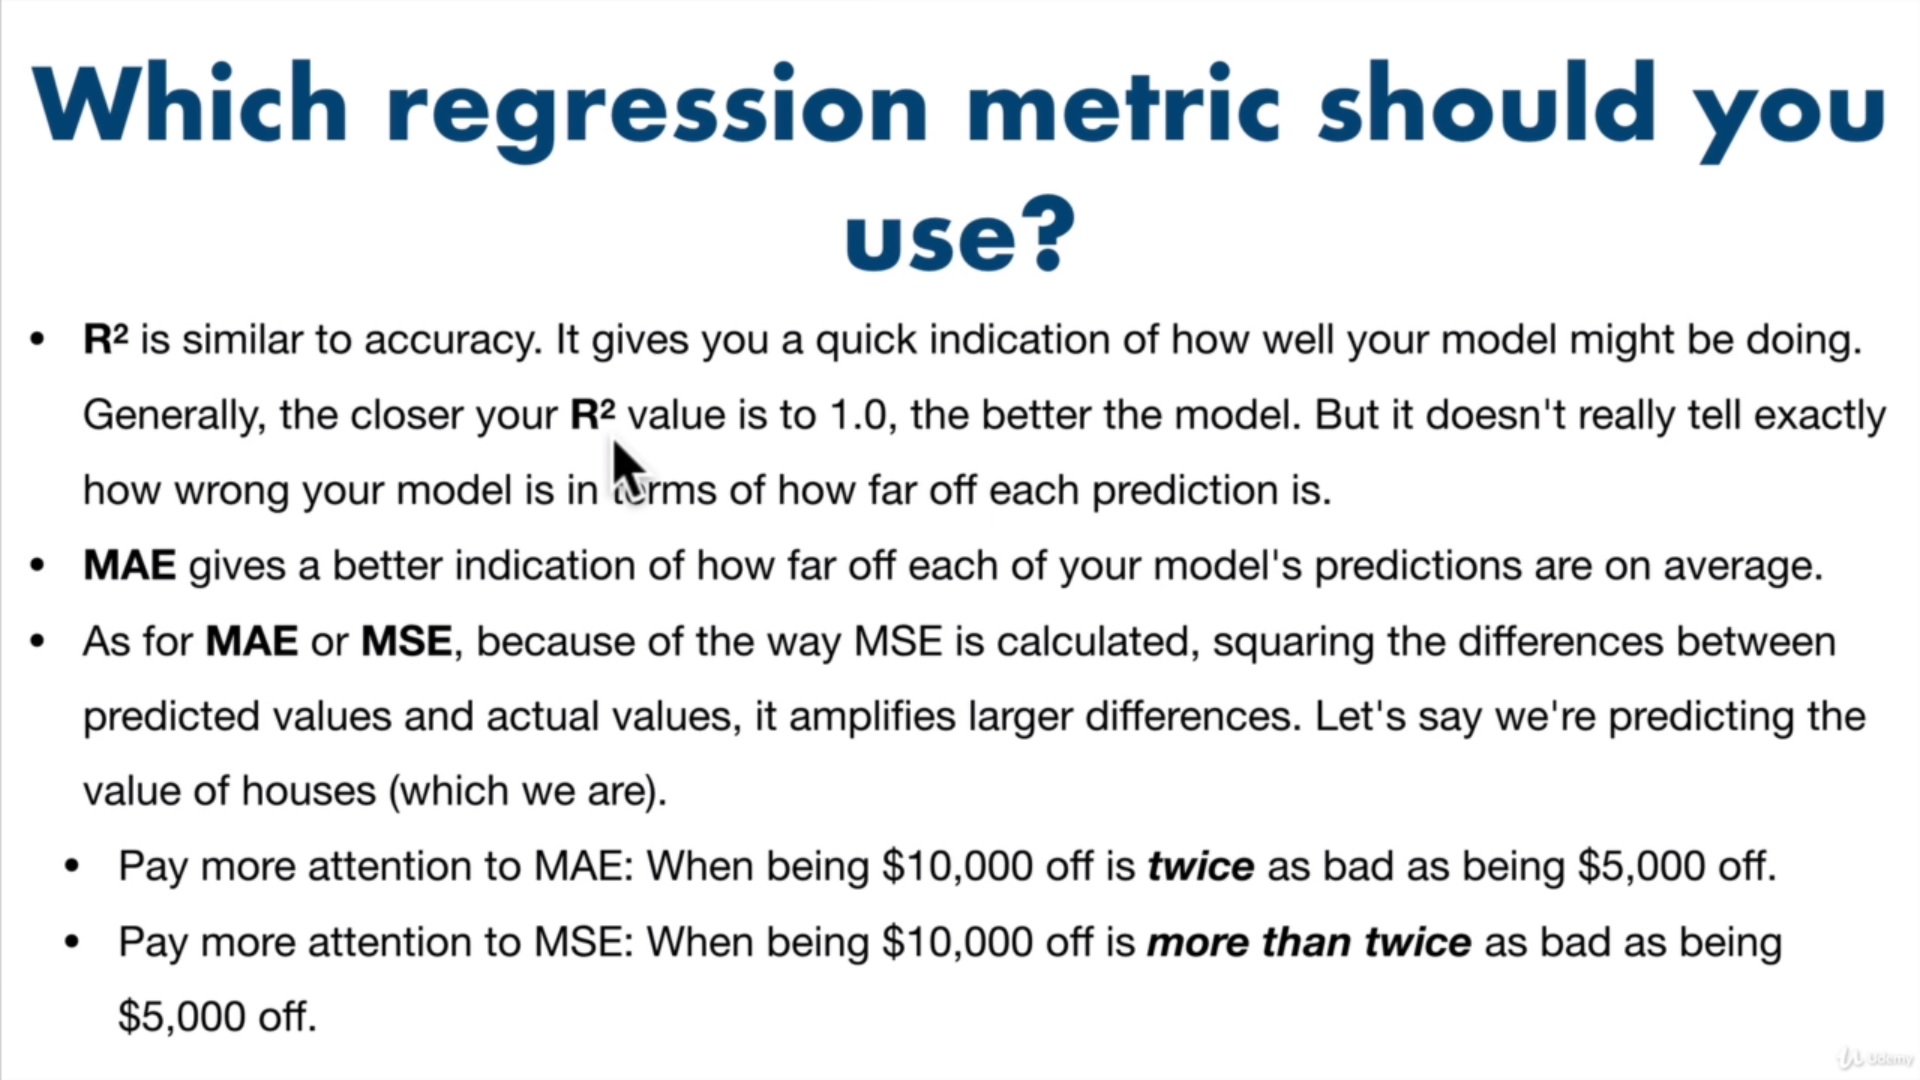 Which regression metric should you
use?
• R² is similar to accuracy. It gives you a quick indication of how well your model might be doing.
Generally, the closer your R² value is to 1.0, the better the model. But it doesn't really tell exactly
how wrong your model is in terms of how far off each prediction is.
• MAE gives a better indication of how far off each of your model's predictions are on average.
• As for MAE or MSE, because of the way MSE is calculated, squaring the differences between
predicted values and actual values, it amplifies larger differences. Let's say we're predicting the
value of houses (which we are).
• Pay more attention to MAE: When being $10,000 off is twice as bad as being $5,000 off.
• Pay more attention to MSE: When being $10,000 off is more than twice as bad as being
$5,000 off.
Udemy